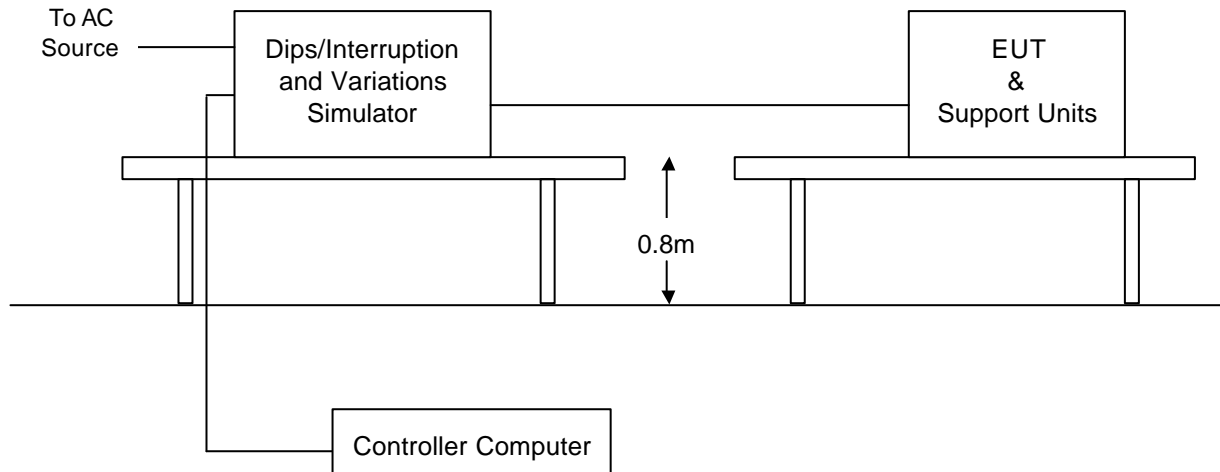 To AC
Source
Dips/Interruption
and Variations
Simulator
EUT
&
Support Units
0.8m
Controller Computer